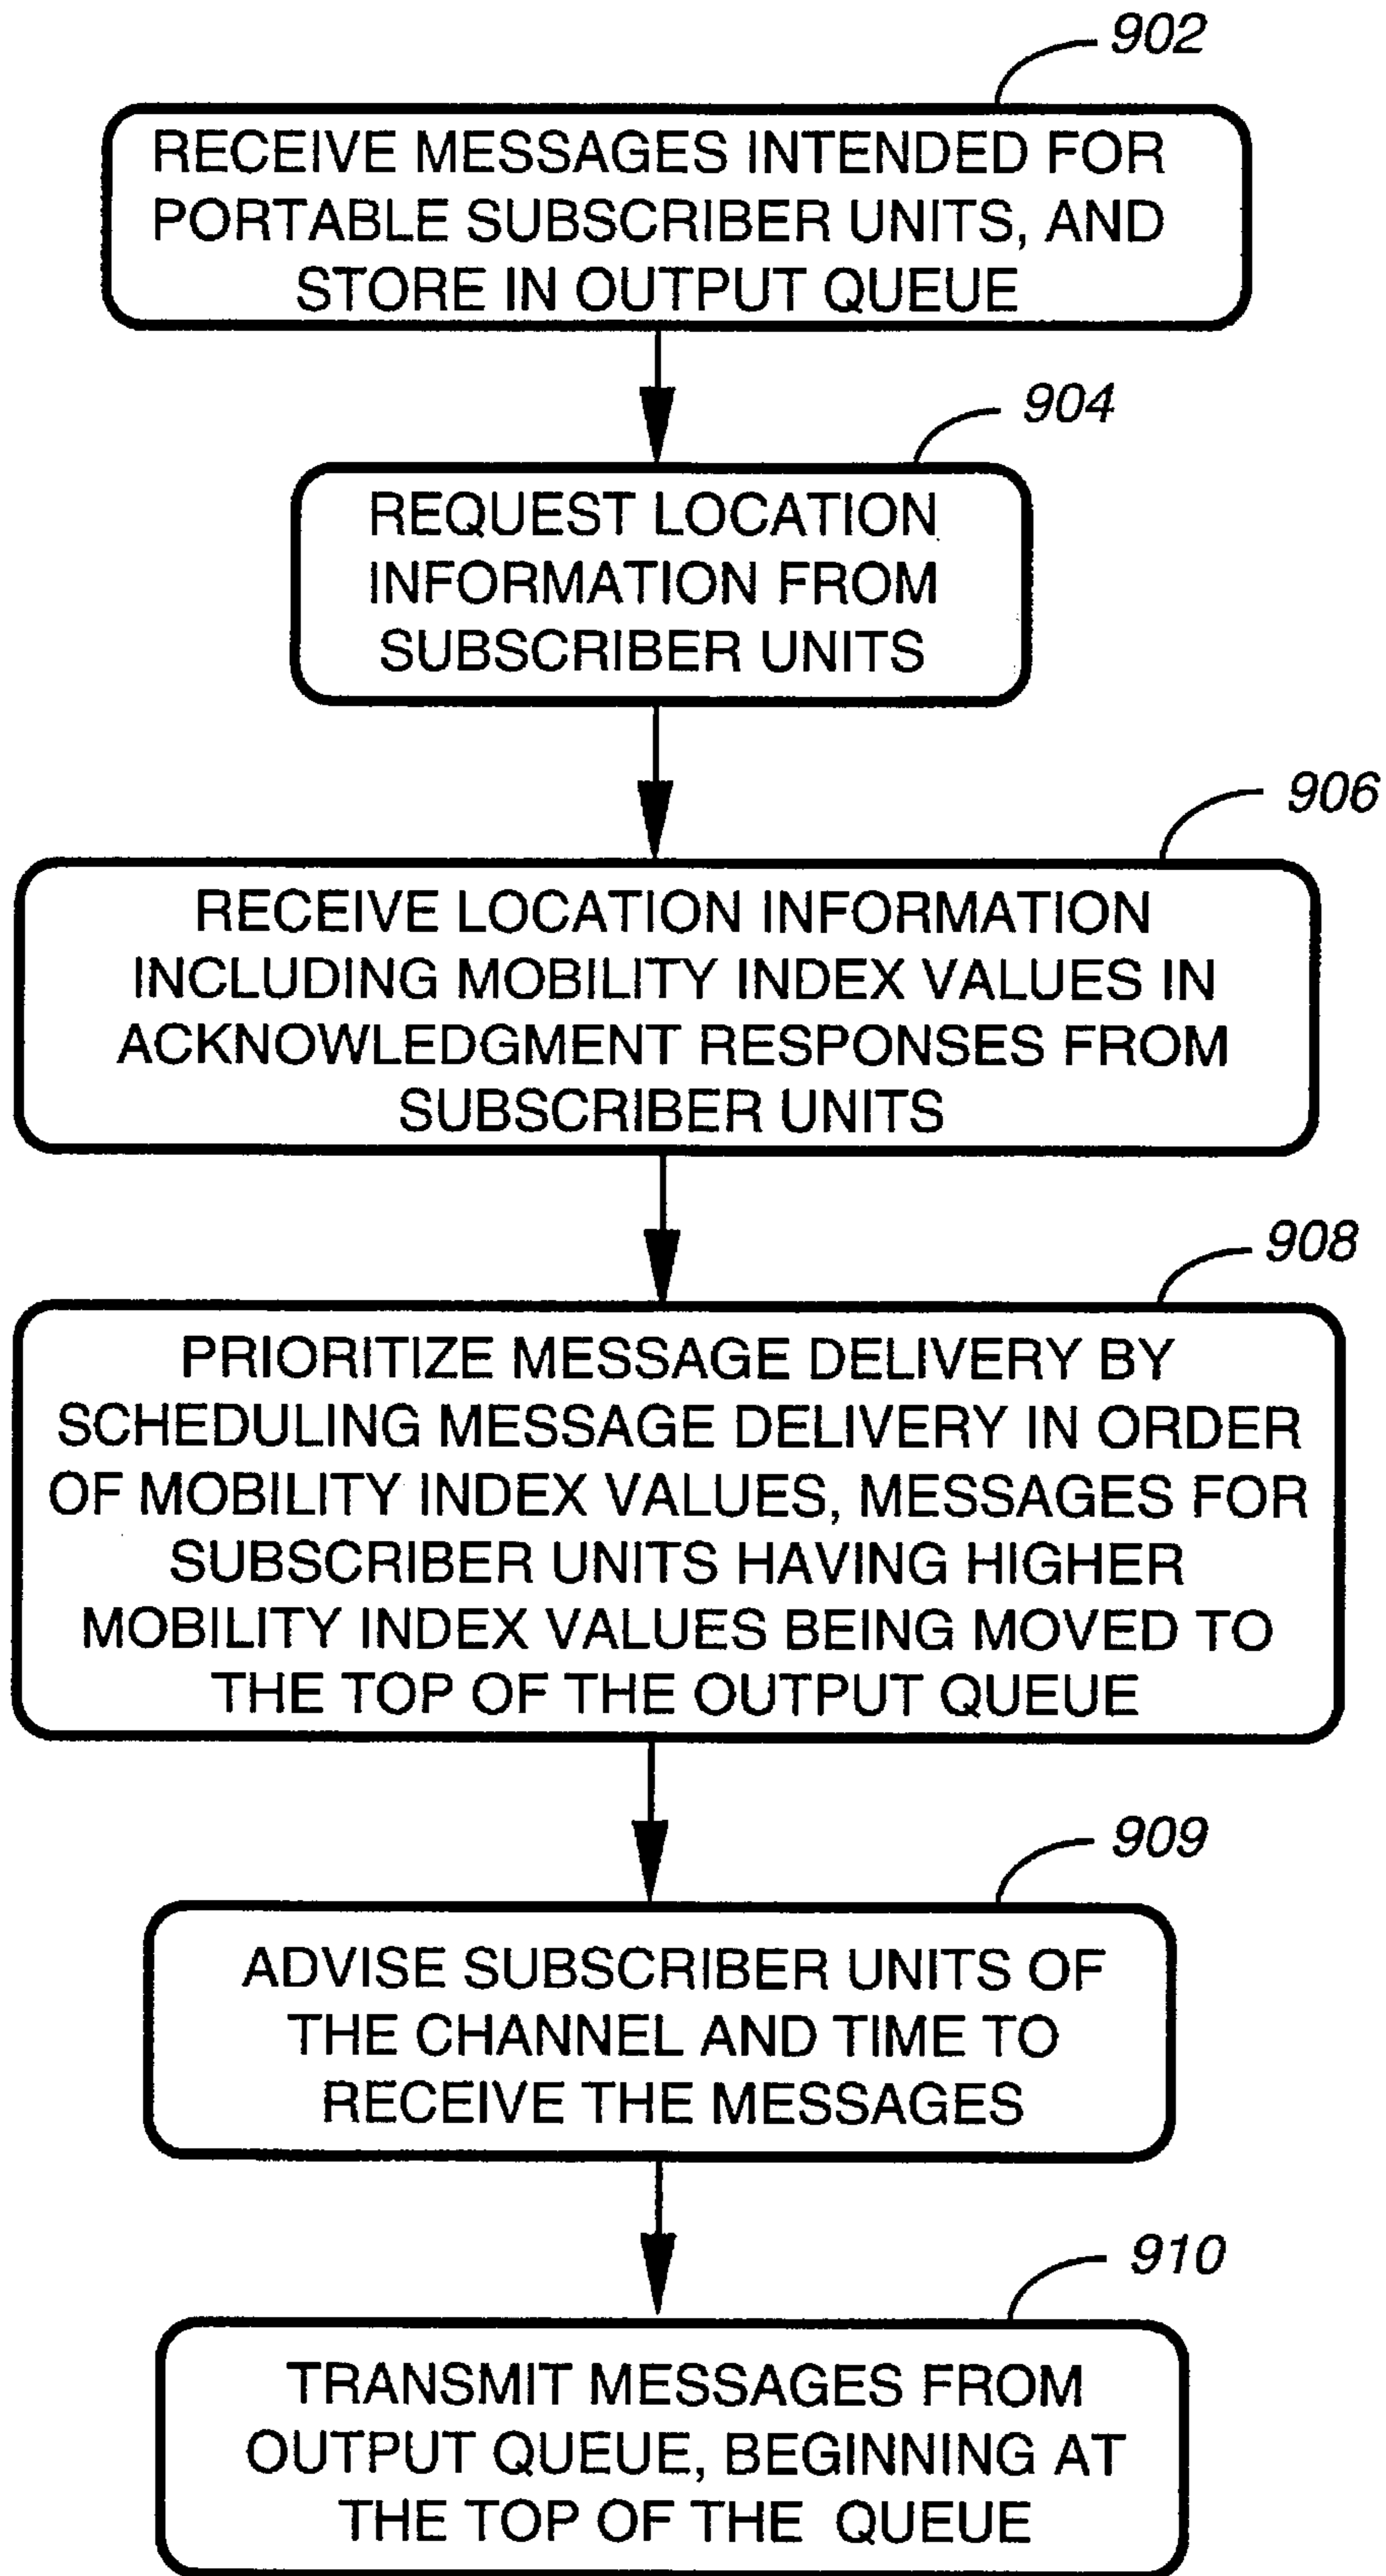 902
RECEIVE MESSAGES INTENDED FOR
PORTABLE SUBSCRIBER UNITS, AND
STORE IN OUTPUT QUEUE
904
REQUEST LOCATION
INFORMATION FROM
SUBSCRIBER UNITS
906
RECEIVE LOCATION INFORMATION
INCLUDING MOBILITY INDEX VALUES IN
ACKNOWLEDGMENT RESPONSES FROM
SUBSCRIBER UNITS
908
PRIORITIZE MESSAGE DELIVERY BY
SCHEDULING MESSAGE DELIVERY IN ORDER
OF MOBILITY INDEX VALUES, MESSAGES FOR
SUBSCRIBER UNITS HAVING HIGHER
MOBILITY INDEX VALUES BEING MOVED TO
THE TOP OF THE OUTPUT QUEUE
909
ADVISE SUBSCRIBER UNITS OF
THE CHANNEL AND TIME TO
RECEIVE THE MESSAGES
910
TRANSMIT MESSAGES FROM
OUTPUT QUEUE, BEGINNING AT
THE TOP OF THE QUEUE